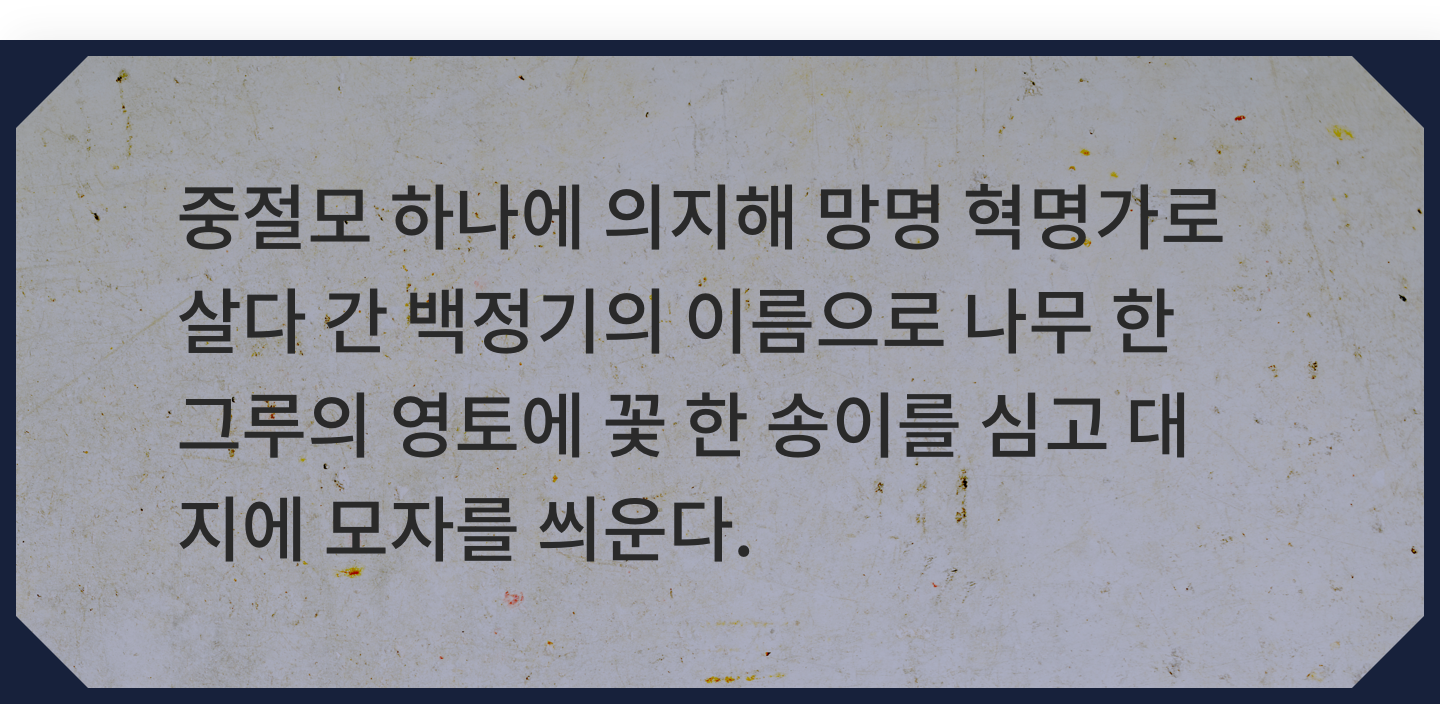 중절모 하나에 의지해 망명 혁명가로
살다 간 백정기의 이름으로 나무 한
그루의 영토에 꽃 한 송이를 심고 대
지에 모자를 씌운다.